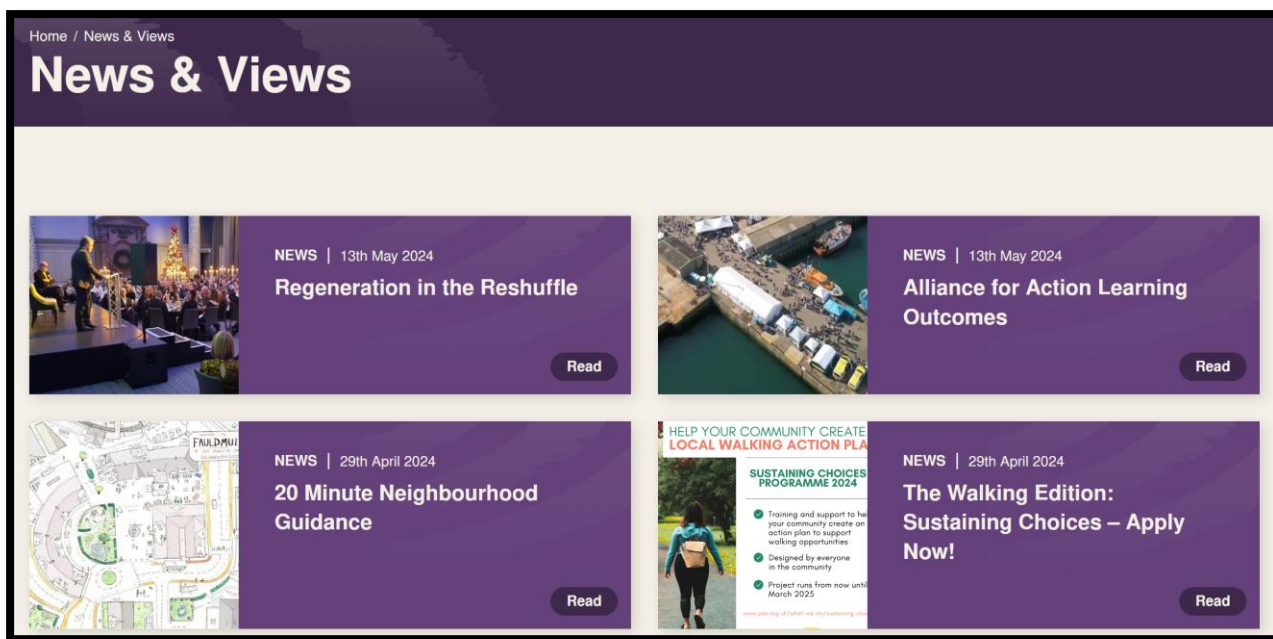 Home / News & Views
News & Views
NEWS | 13th May 2024
Regeneration in the Reshuffle
Read
NEWS | 13th May 2024
Alliance for Action Learning
Outcomes
Read
FAULDMUI
NEWS | 29th April 2024
20 Minute Neighbourhood
Guidance
Read
HELP YOUR COMMUNITY CREATE
LOCAL WALKING ACTION PLA
SUSTAINING CHOICES
PROGRAMME 2024
Training and support to hel
your community create an
action plan to support
walking opportunities
Designed by everyone
in the community
Project runs from now until
March 2025
NEWS | 29th April 2024
The Walking Edition:
Sustaining Choices – Apply
Now!
Read